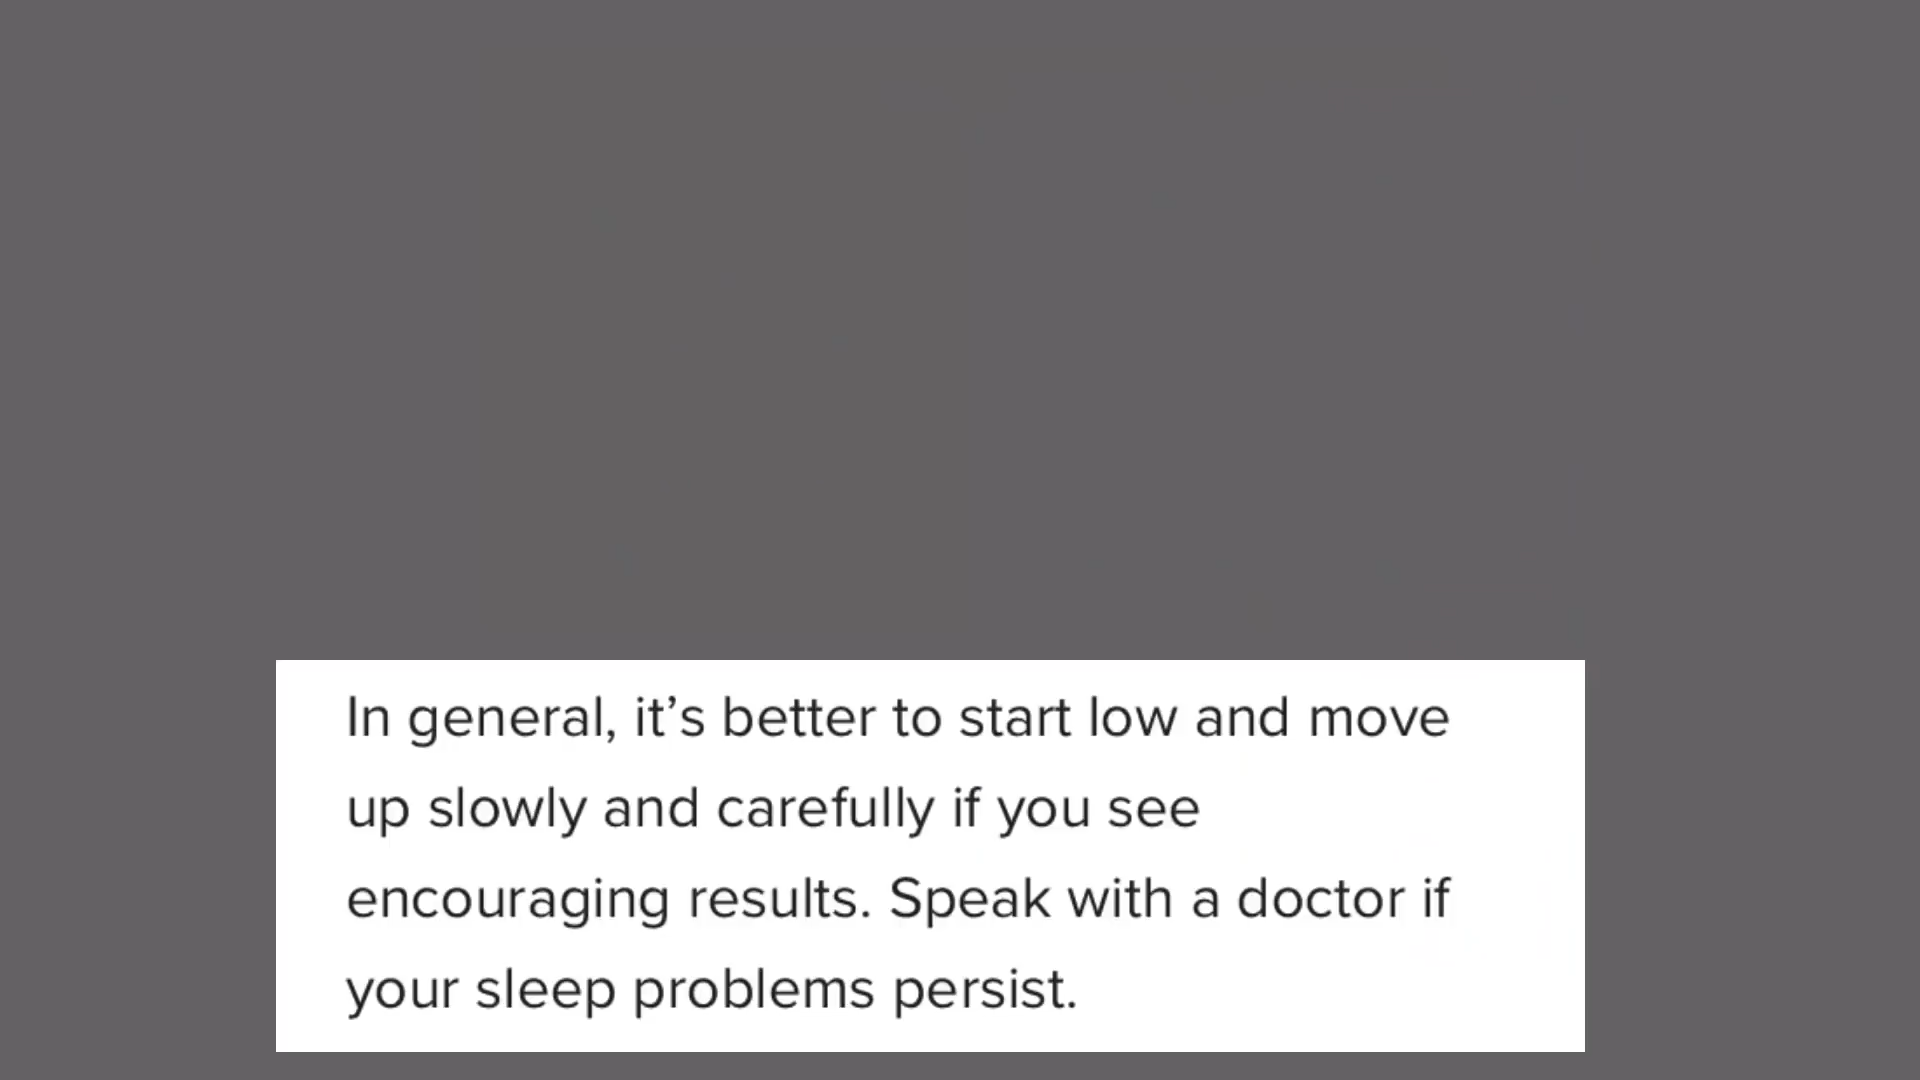 In general, it’s better to start low and move
up slowly and carefully if you see
encouraging results. Speak with a doctor if
your sleep problems persist.